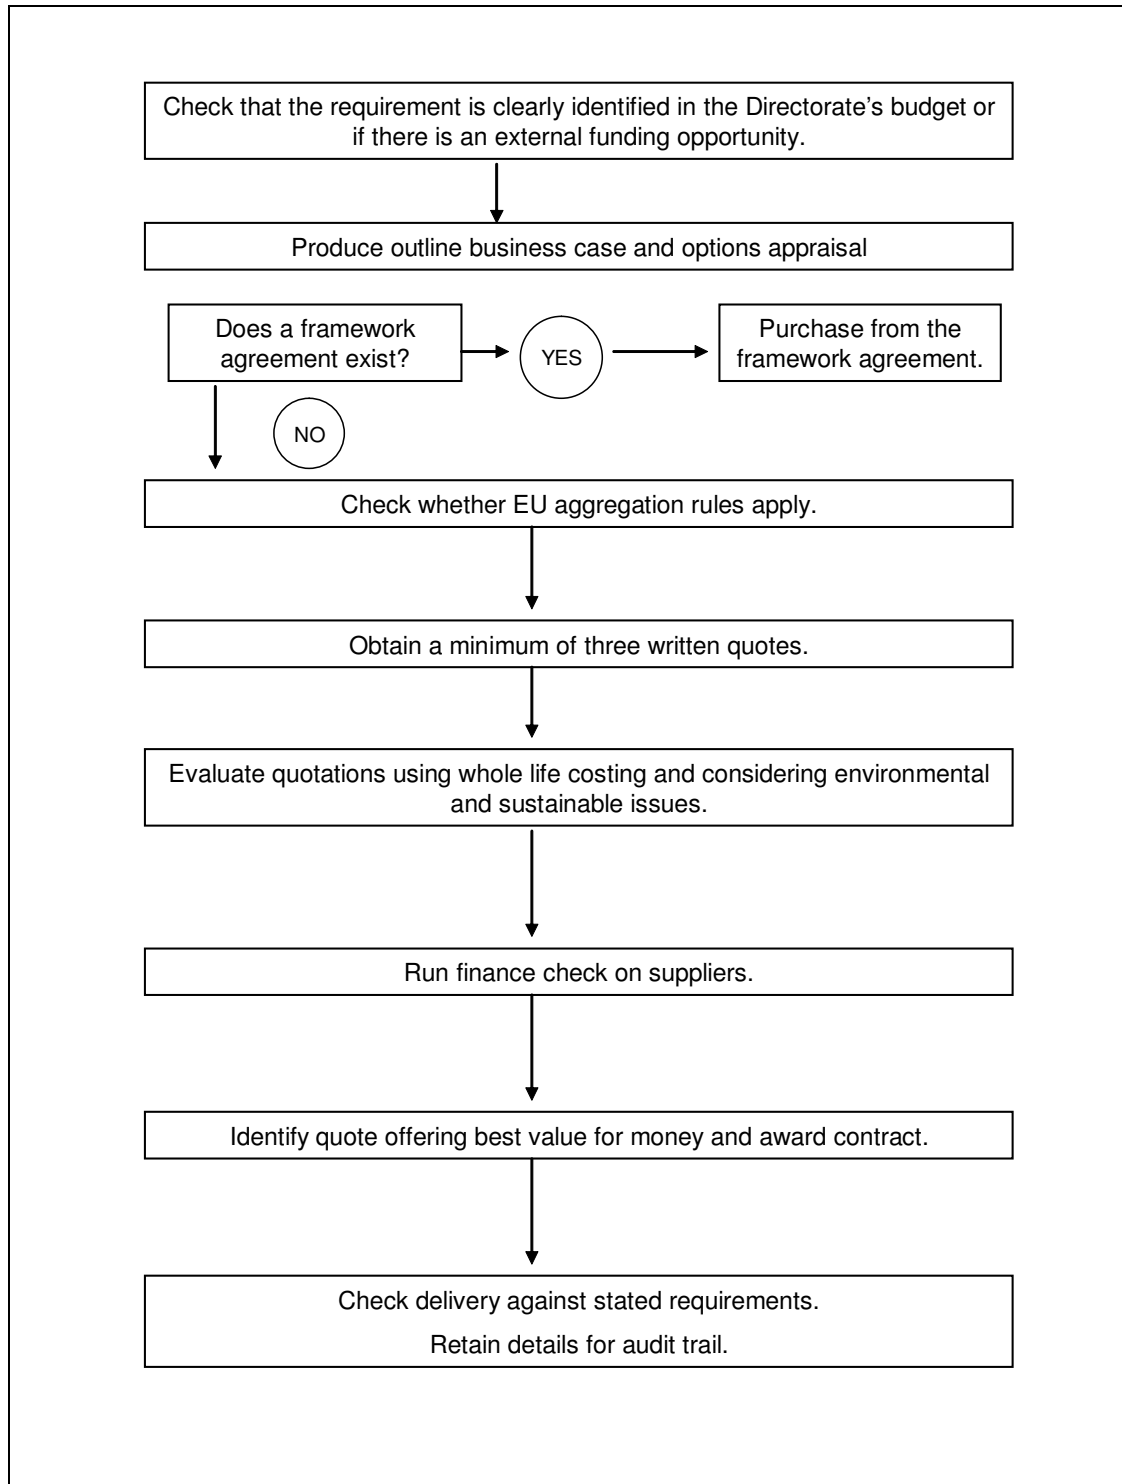 Check that the requirement is clearly identified in the Directorate's budget or
if there is an external funding opportunity.
Produce outline business case and options appraisal
Does a framework
agreement exist?
YES
Purchase from the
framework agreement.
NO
Check whether EU aggregation rules apply.
Obtain a minimum of three written quotes.
Evaluate quotations using whole life costing and considering environmental
and sustainable issues.
Run finance check on suppliers.
Identify quote offering best value for money and award contract.
Check delivery against stated requirements.
Retain details for audit trail.